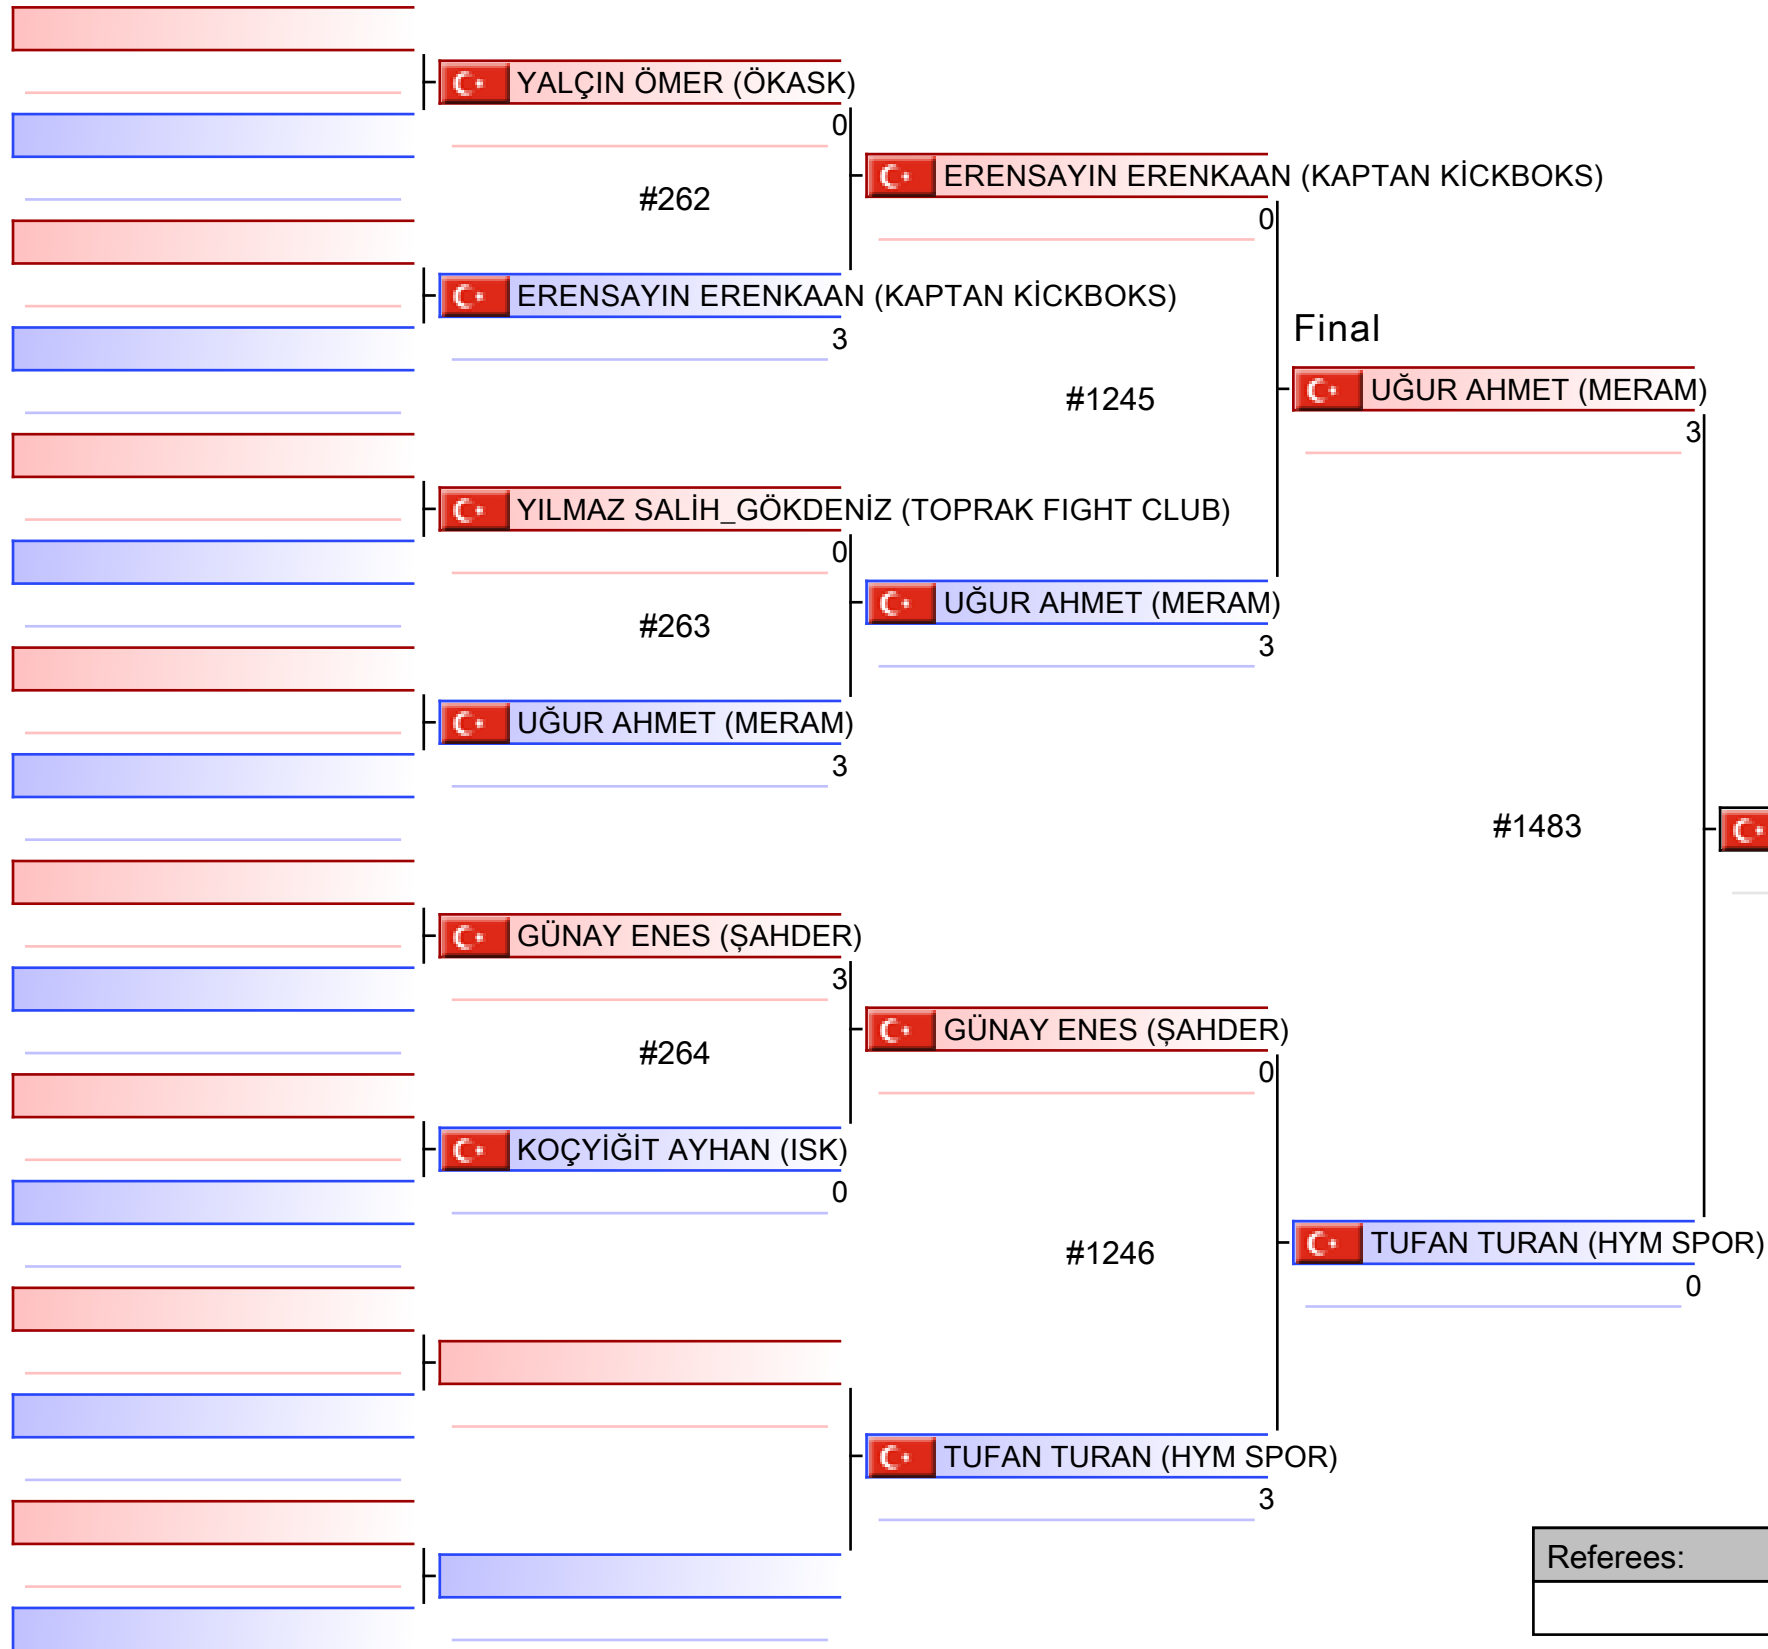 YALÇIN ÖMER (ÖKASK)
0
#262
ERENSAYIN ERENKAAN (KAPTAN KİCKBOKS)
3
YILMAZ SALİH_GÖKDENİZ (TOPRAK FIGHT CLUB)
0
#263
UĞUR AHMET (MERAM)
3
GÜNAY ENES (ŞAHDER)
3
#264
KOÇYİĞİT AYHAN (ISK)
0
ERENSAYIN ERENKAAN (KAPTAN KİCKBOKS)
0
#1245
UĞUR AHMET (MERAM)
3
GÜNAY ENES (ŞAHDER)
0
#1246
TUFAN TURAN (HYM SPOR)
3
Final
UĞUR AHMET (MERAM)
3
#1483
TUFAN TURAN (HYM SPOR)
0
Referees: